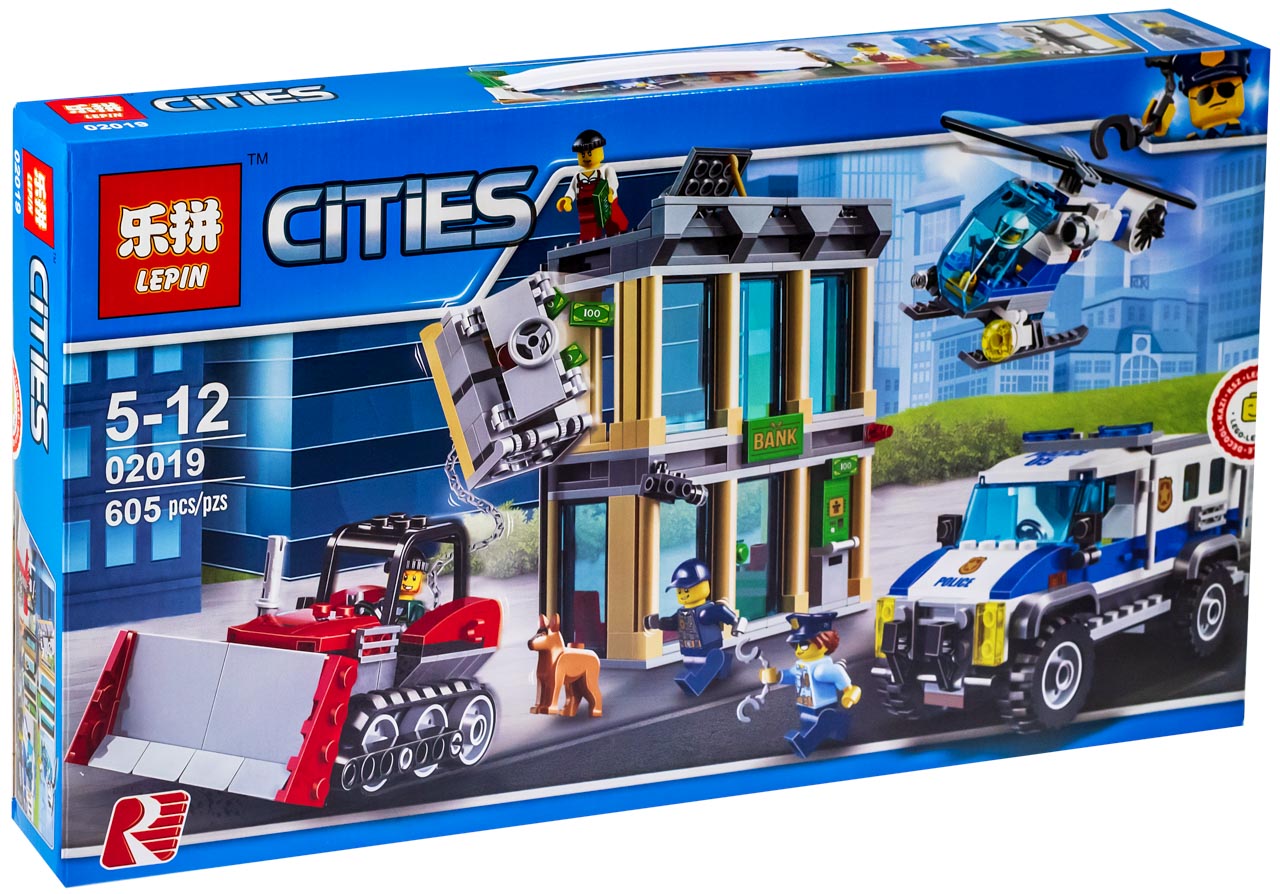 乐拼
LEPIN
02019
CITIES
乐拼
LEPIN
TM
CITIES
5-12
02019
605 pcs/pzs
100
BANK
100
POLICE
02019
CITIES
R